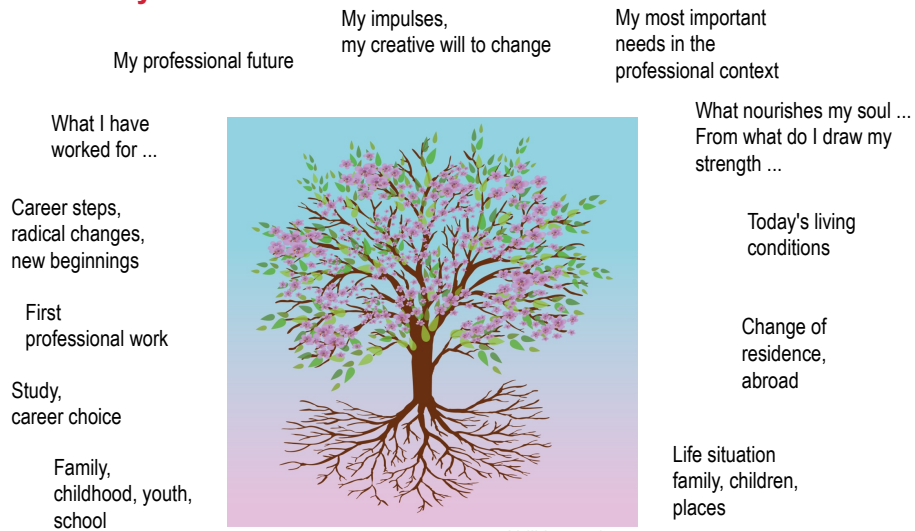 My impulses,
my creative will to change
My most important
needs in the
professional context
My professional future
What nourishes my soul ...
From what do I draw my
strength ...
What I have
worked for ...
Career steps,
radical changes,
new beginnings
Today's living
conditions
First
professional work
Change of
residence,
abroad
Study,
career choice
Family,
childhood, youth,
school
Life situation
family, children,
places